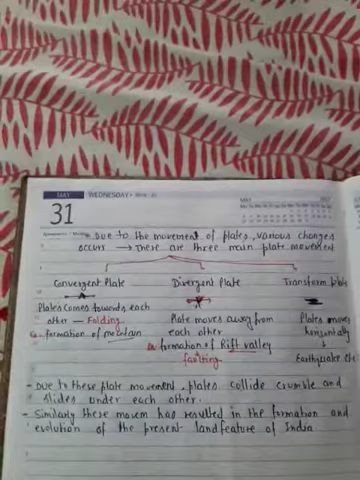 MAY WEDNESDAY
31
Due to the movement of plates, various changes
occurs → There are three main plate movement
Convergent Plate Divergent Plate Transform plate
Plates comes towards each
other — Folding
formation of
Plate moves away from
each other
formation of Rift valley
faulting
Plates moves
horizontally
Earthquake
- Due to these plate movement, plates collide crumble and
slides under each other.
- Similarly these movem has resulted in the formation and
evolution of the present landfeature of India